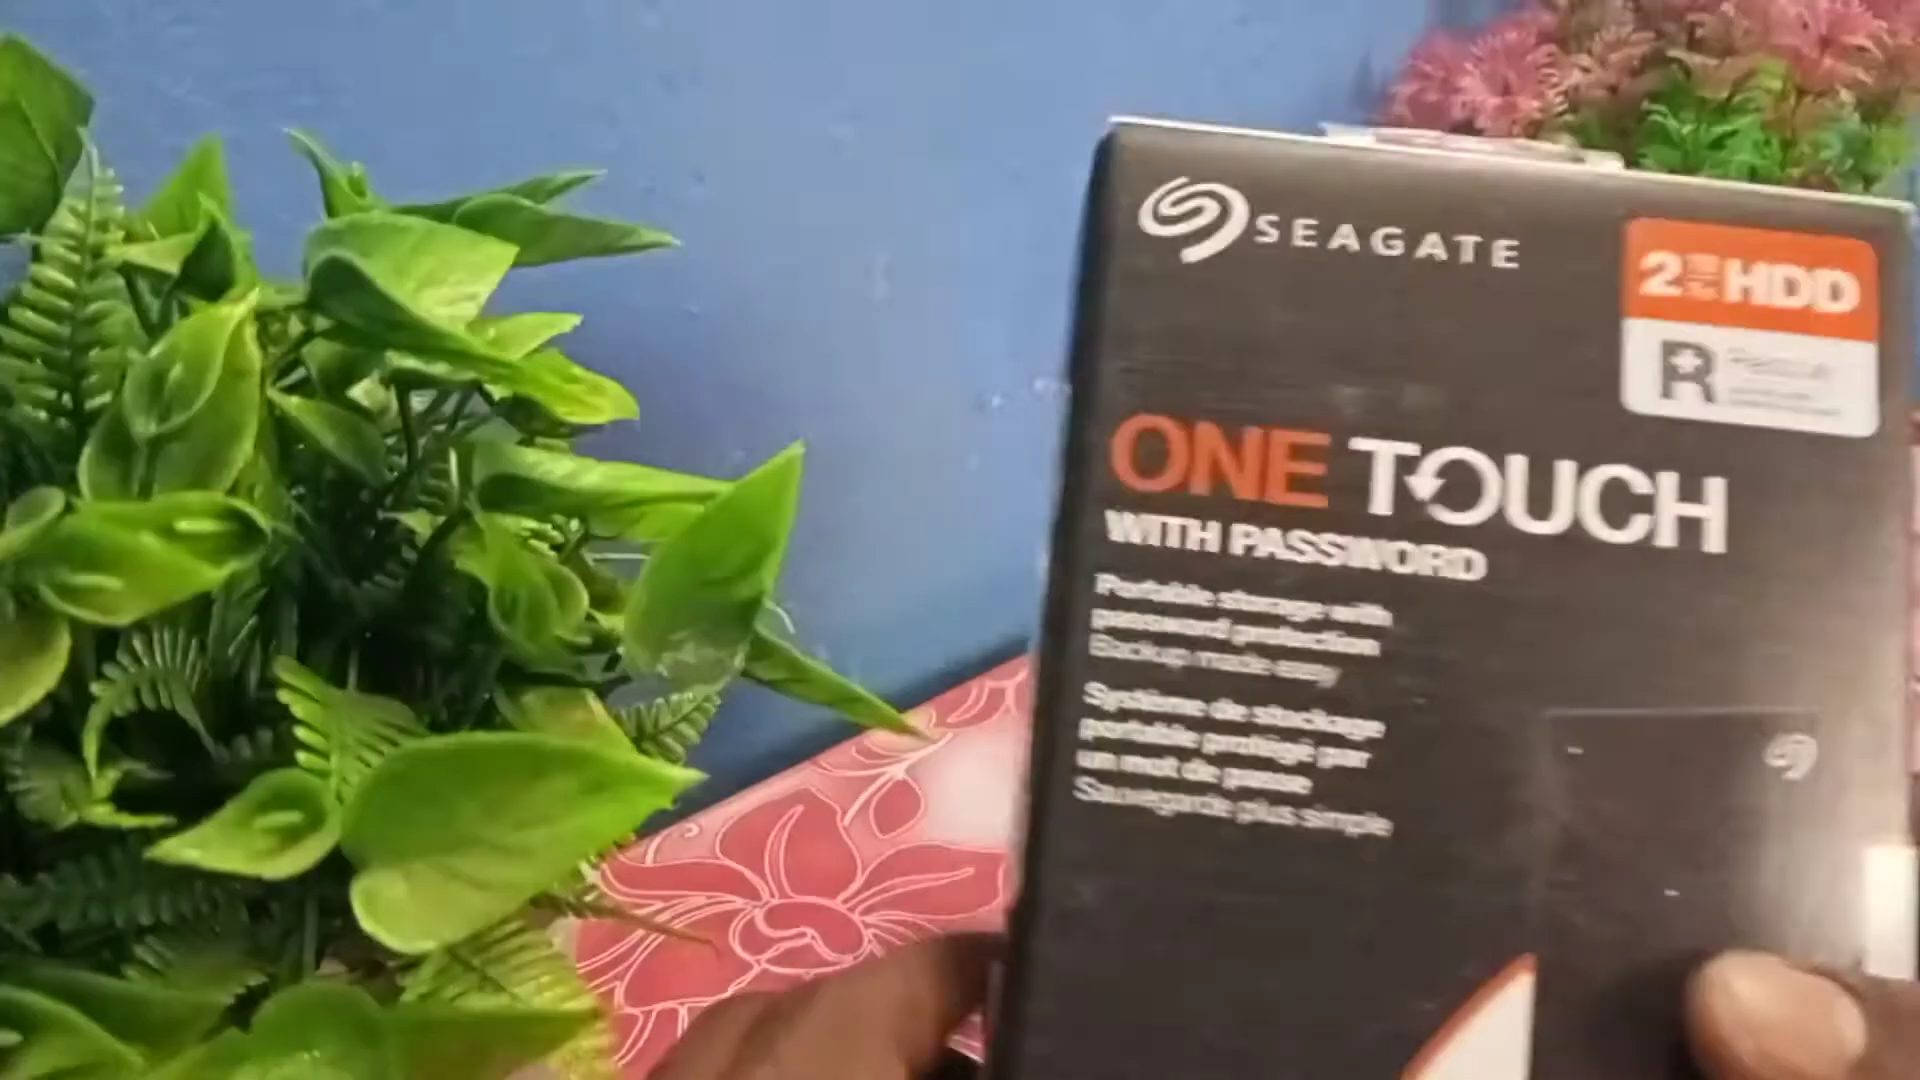 SEAGATE
2 HDD
R
ONE TOUCH
WITH PASSWORD
Portable storage with
password protection
Backup made easy
Système de stockage
portable protégé par
un mot de passe
Sauvegarde plus simple